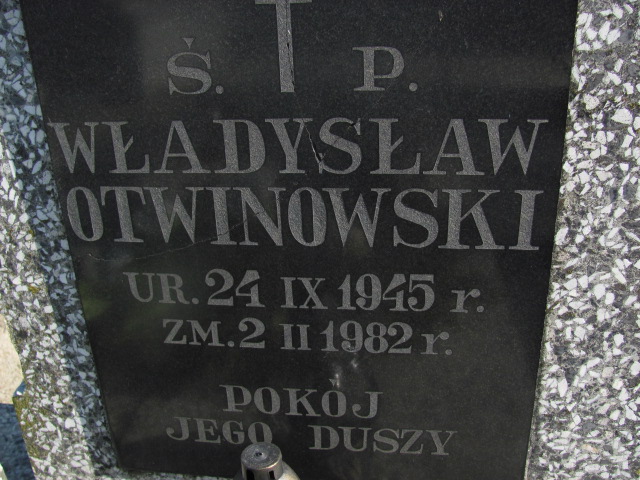 Ś. P.
WŁADYSŁAW
OTWINOWSKI
UR. 24 IX 1945 r.
ZM. 2 II 1982 r.
POKÓJ
JEGO DUSZY